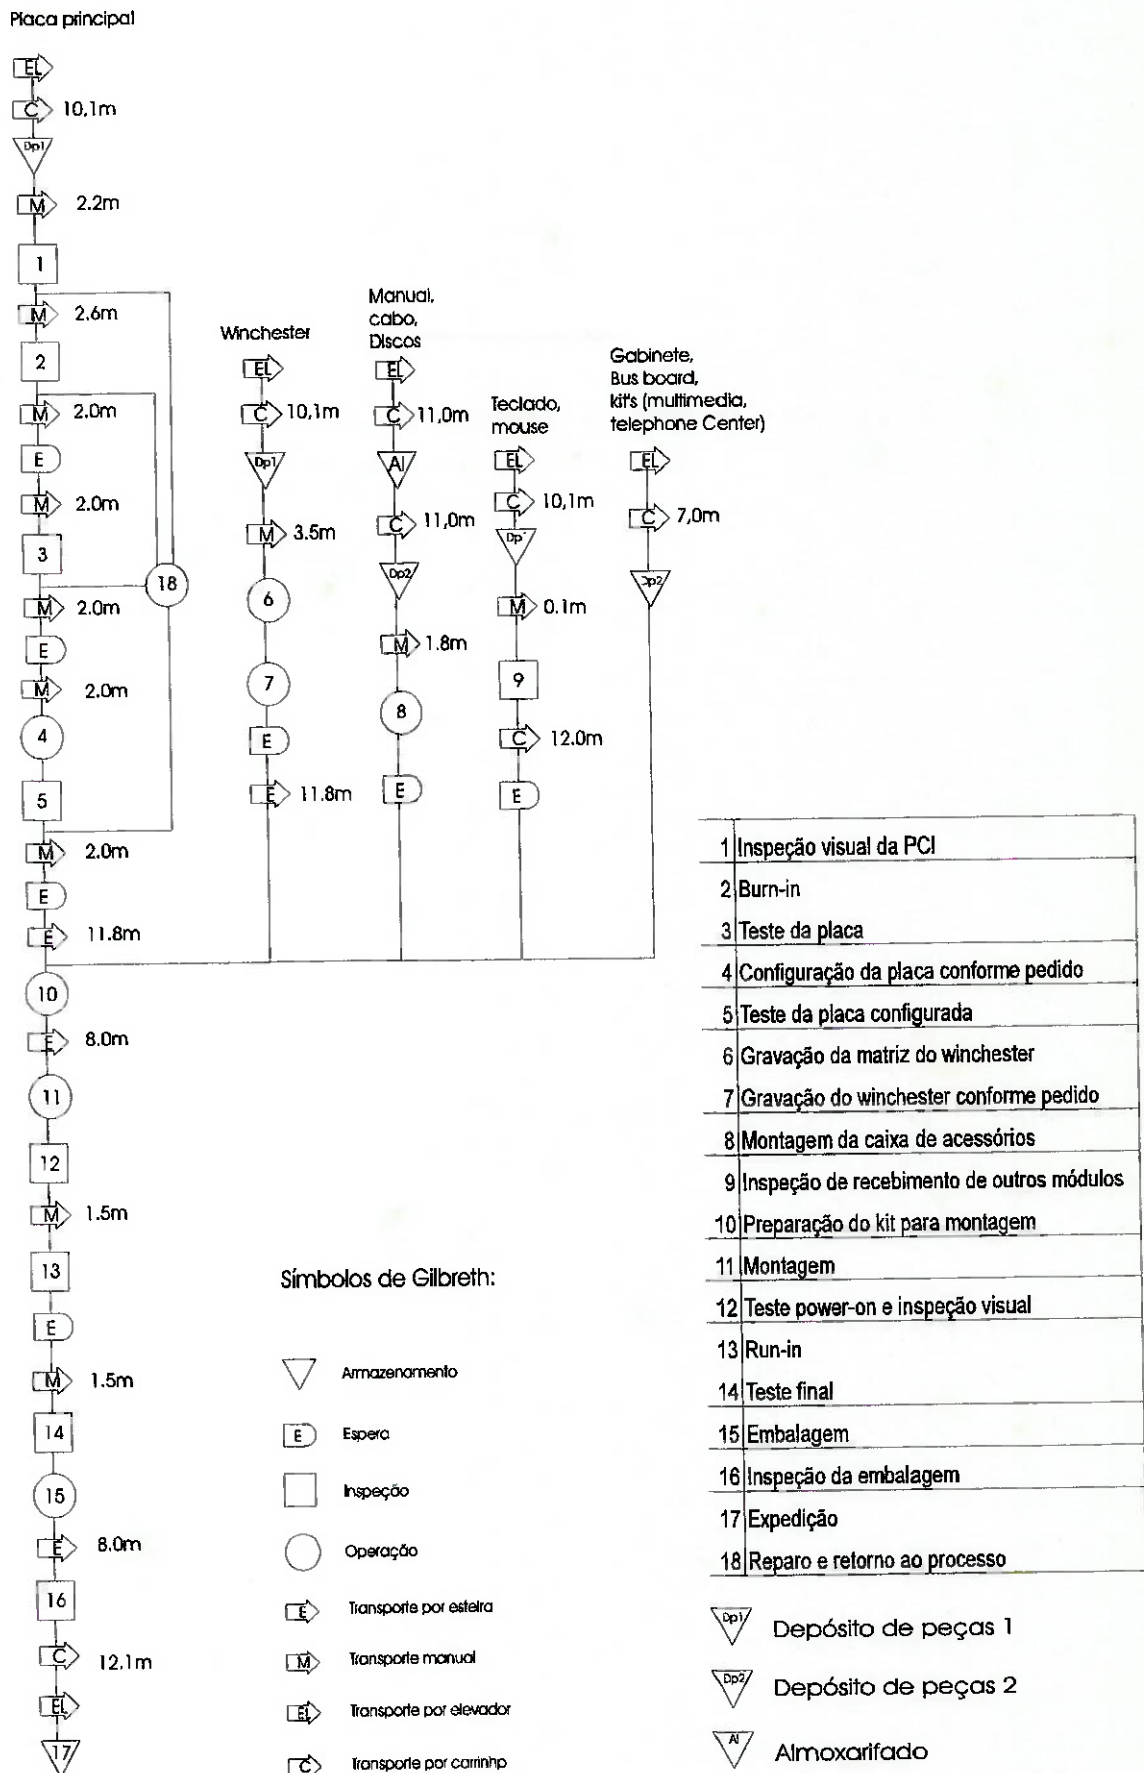 Placa principal
EL
C 10,1m
Dp1
M 2.2m
1
M 2.6m
2
M 2.0m
E
M 2.0m
3
18
M 2.0m
E
M 2.0m
4
5
M 2.0m
E
E 11.8m
10
E 8.0m
11
12
M 1.5m
13
E
M 1.5m
14
15
E 8.0m
16
C 12.1m
EL
17
Winchester
EL
C 10,1m
Dp1
M 3.5m
6
7
E
E 11.8m
Manual,
cabo,
Discos
EL
C 11,0m
Al
C 11,0m
Dp2
M 1.8m
8
E
Teclado,
mouse
EL
C 10,1m
M 0.1m
9
C 12.0m
E
Gabinete,
Bus board,
kit's (multimedia,
telephone Center)
EL
C 7,0m
Dp2
Símbolos de Gilbreth:
Armazenamento
E Espera
Inspeção
Operação
E Transporte por esteira
M Transporte manual
EL Transporte por elevador
C Transporte por carrinho
1 Inspeção visual da PCI
2 Burn-in
3 Teste da placa
4 Configuração da placa conforme pedido
5 Teste da placa configurada
6 Gravação da matriz do winchester
7 Gravação do winchester conforme pedido
8 Montagem da caixa de acessórios
9 Inspeção de recebimento de outros módulos
10 Preparação do kit para montagem
11 Montagem
12 Teste power-on e inspeção visual
13 Run-in
14 Teste final
15 Embalagem
16 Inspeção da embalagem
17 Expedição
18 Reparo e retorno ao processo
Dp1 Depósito de peças 1
Dp2 Depósito de peças 2
Al Almoxarifado